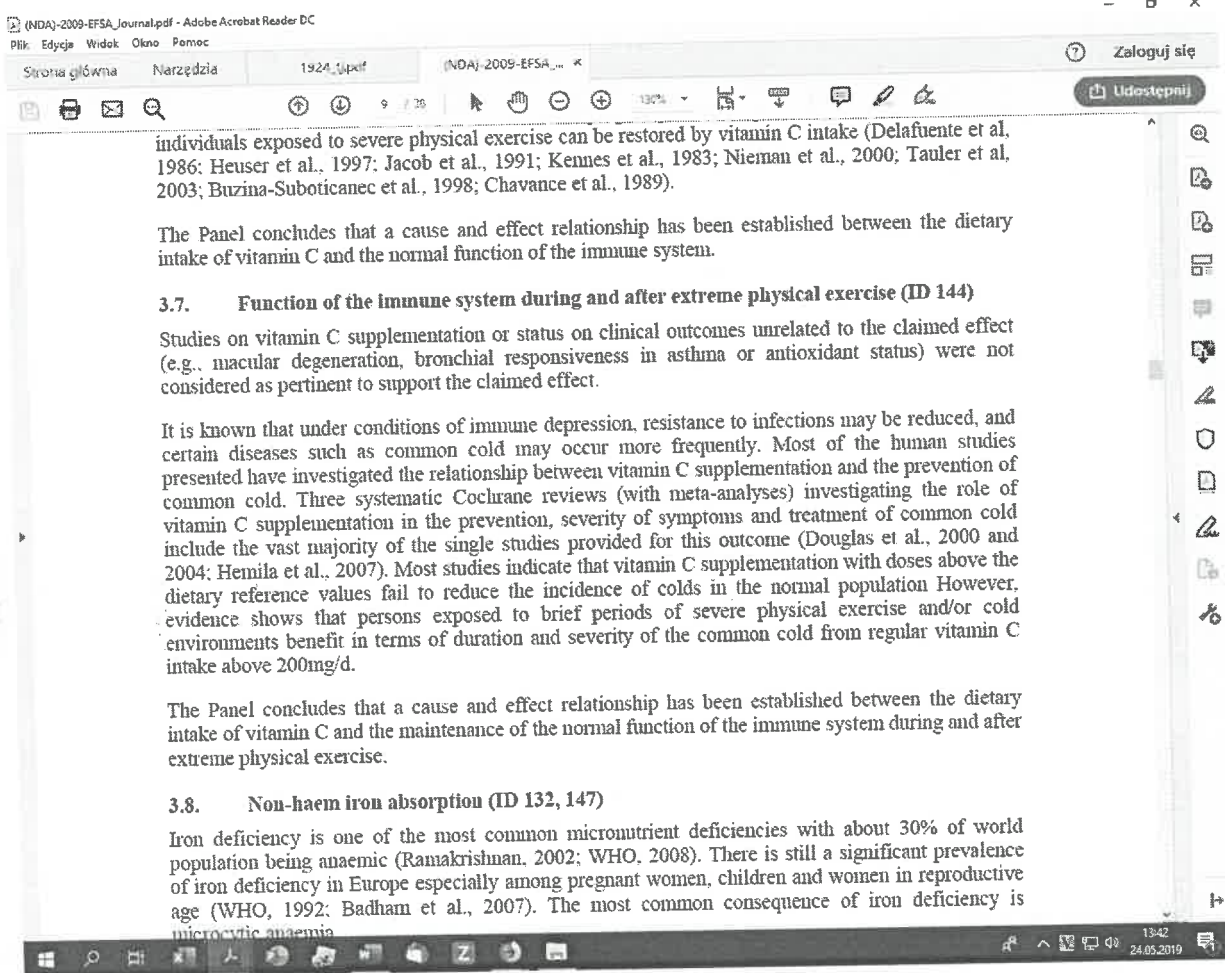 (NDA)-2009-EFSA_Journal.pdf - Adobe Acrobat Reader DC
Plik Edycja Widok Okno Pomoc
Strona główna Narzędzia (NDA)-2009-EFSA_... × Zaloguj się
9 / 28 130% Udostępnij
individuals exposed to severe physical exercise can be restored by vitamin C intake (Delafuente et al,
1986; Heuser et al., 1997; Jacob et al., 1991; Kennes et al., 1983; Nieman et al., 2000; Tauler et al,
2003; Buzina-Suboticanec et al., 1998; Chavance et al., 1989).
The Panel concludes that a cause and effect relationship has been established between the dietary
intake of vitamin C and the normal function of the immune system.
3.7. Function of the immune system during and after extreme physical exercise (ID 144)
Studies on vitamin C supplementation or status on clinical outcomes unrelated to the claimed effect
(e.g., macular degeneration, bronchial responsiveness in asthma or antioxidant status) were not
considered as pertinent to support the claimed effect.
It is known that under conditions of immune depression, resistance to infections may be reduced, and
certain diseases such as common cold may occur more frequently. Most of the human studies
presented have investigated the relationship between vitamin C supplementation and the prevention of
common cold. Three systematic Cochrane reviews (with meta-analyses) investigating the role of
vitamin C supplementation in the prevention, severity of symptoms and treatment of common cold
include the vast majority of the single studies provided for this outcome (Douglas et al., 2000 and
2004; Hemila et al., 2007). Most studies indicate that vitamin C supplementation with doses above the
dietary reference values fail to reduce the incidence of colds in the normal population However,
evidence shows that persons exposed to brief periods of severe physical exercise and/or cold
environments benefit in terms of duration and severity of the common cold from regular vitamin C
intake above 200mg/d.
The Panel concludes that a cause and effect relationship has been established between the dietary
intake of vitamin C and the maintenance of the normal function of the immune system during and after
extreme physical exercise.
3.8. Non-haem iron absorption (ID 132, 147)
Iron deficiency is one of the most common micronutrient deficiencies with about 30% of world
population being anaemic (Ramakrishnan, 2002; WHO, 2008). There is still a significant prevalence
of iron deficiency in Europe especially among pregnant women, children and women in reproductive
age (WHO, 1992; Badham et al., 2007). The most common consequence of iron deficiency is
microcytic anaemia
13:42
24.05.2019